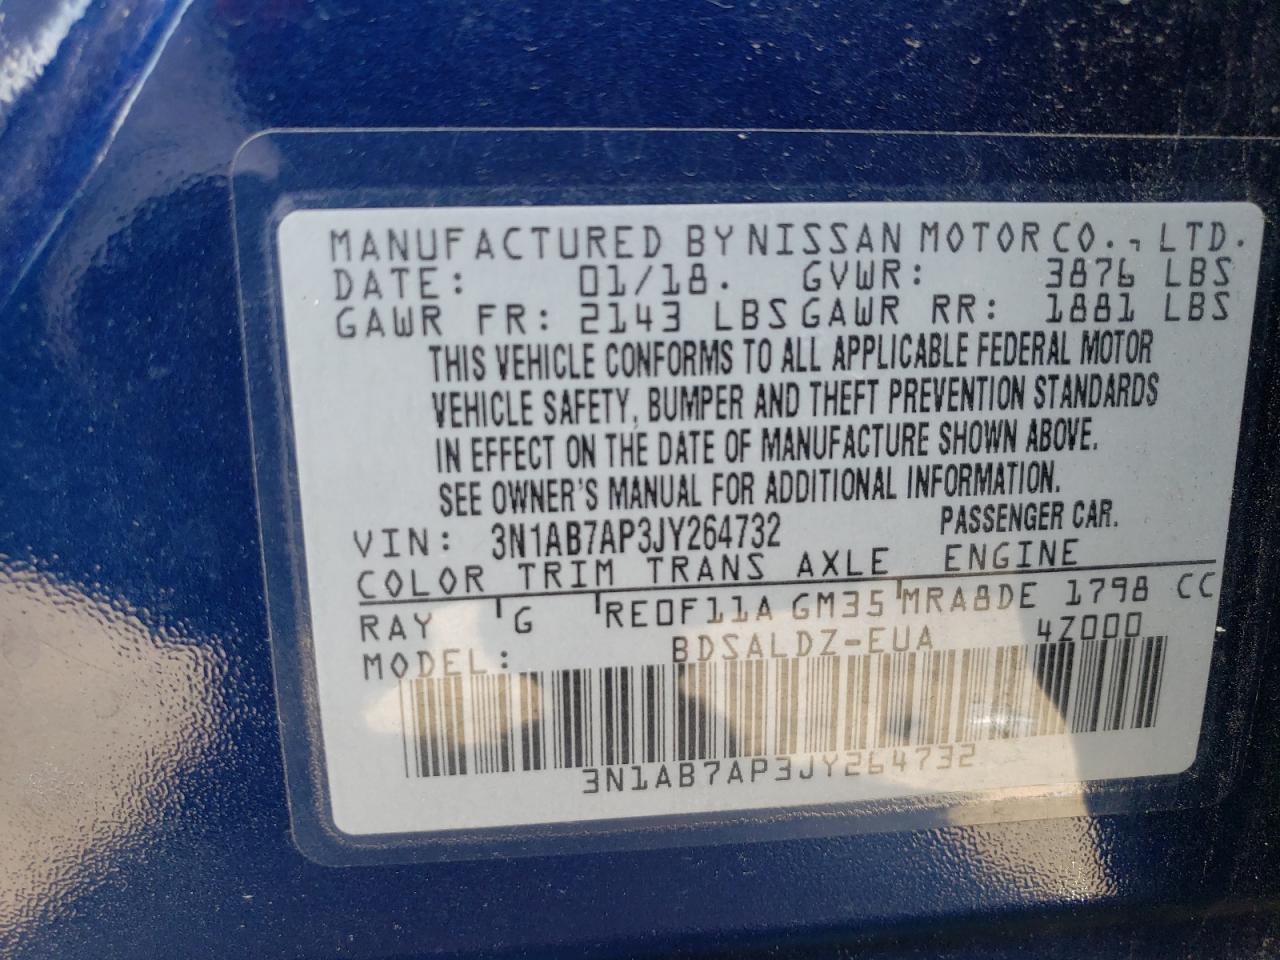 MANUFACTURED BY NISSAN MOTOR CO., LTD.
DATE: 01/18. GVWR: 3876 LBS
GAWR FR: 2143 LBS GAWR RR: 1881 LBS
THIS VEHICLE CONFORMS TO ALL APPLICABLE FEDERAL MOTOR
VEHICLE SAFETY, BUMPER AND THEFT PREVENTION STANDARDS
IN EFFECT ON THE DATE OF MANUFACTURE SHOWN ABOVE.
SEE OWNER'S MANUAL FOR ADDITIONAL INFORMATION.
VIN: 3N1AB7AP3JY264732 PASSENGER CAR.
COLOR TRIM TRANS AXLE ENGINE
RAY G RE0F11A GM35 MRA8DE 1798 CC
MODEL: BDSALDZ-EUA 4Z000
3N1AB7AP3JY264732